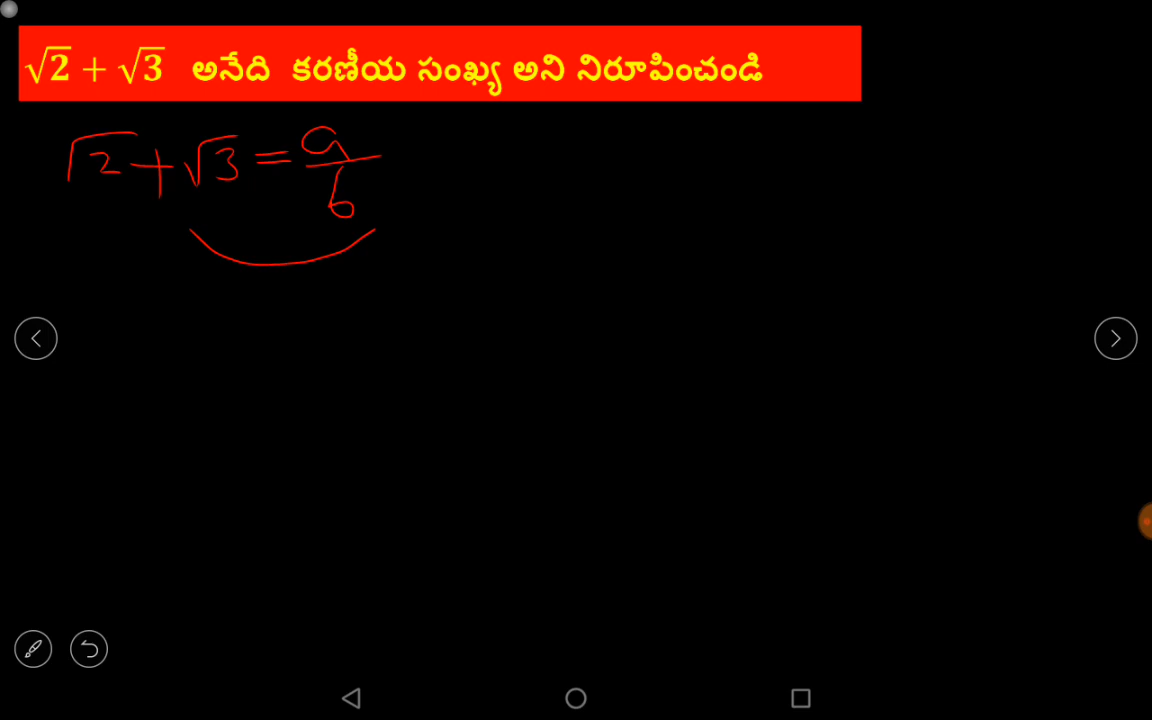 √2 + √3 అనేది కరణీయ సంఖ్య అని నిరూపించండి
√2 + √3 = a/b